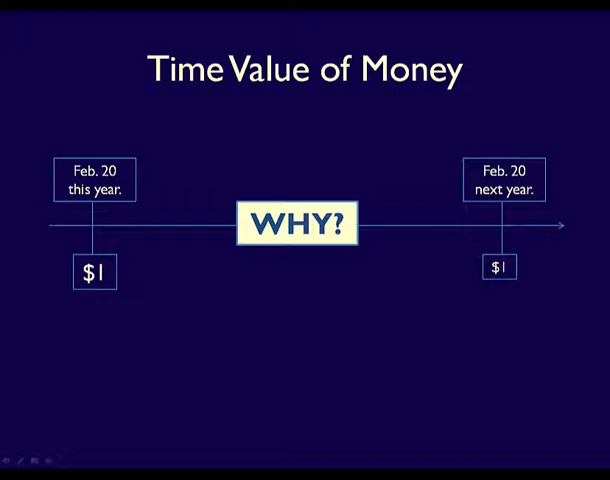 Time Value of Money
Feb. 20
this year.
Feb. 20
next year.
WHY?
$1
$1